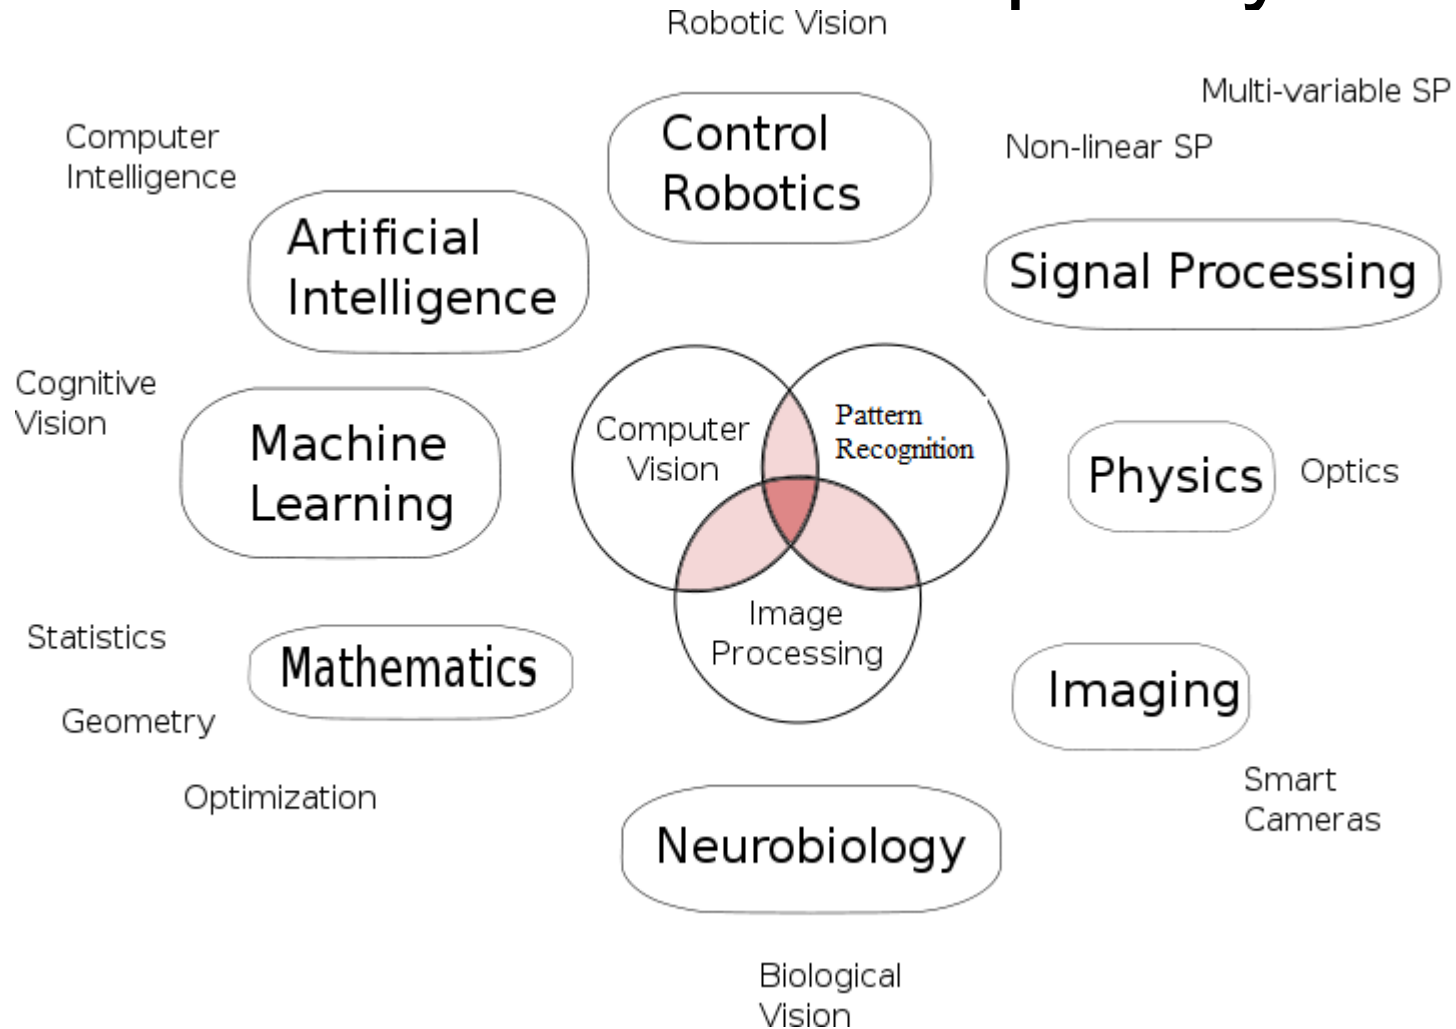 Robotic Vision
Multi-variable SP
Non-linear SP
Computer
Intelligence
Control
Robotics
Artificial
Intelligence
Signal Processing
Cognitive
Vision
Machine
Learning
Computer
Vision
Pattern
Recognition
Physics
Optics
Image
Processing
Statistics
Mathematics
Geometry
Optimization
Imaging
Smart
Cameras
Neurobiology
Biological
Vision